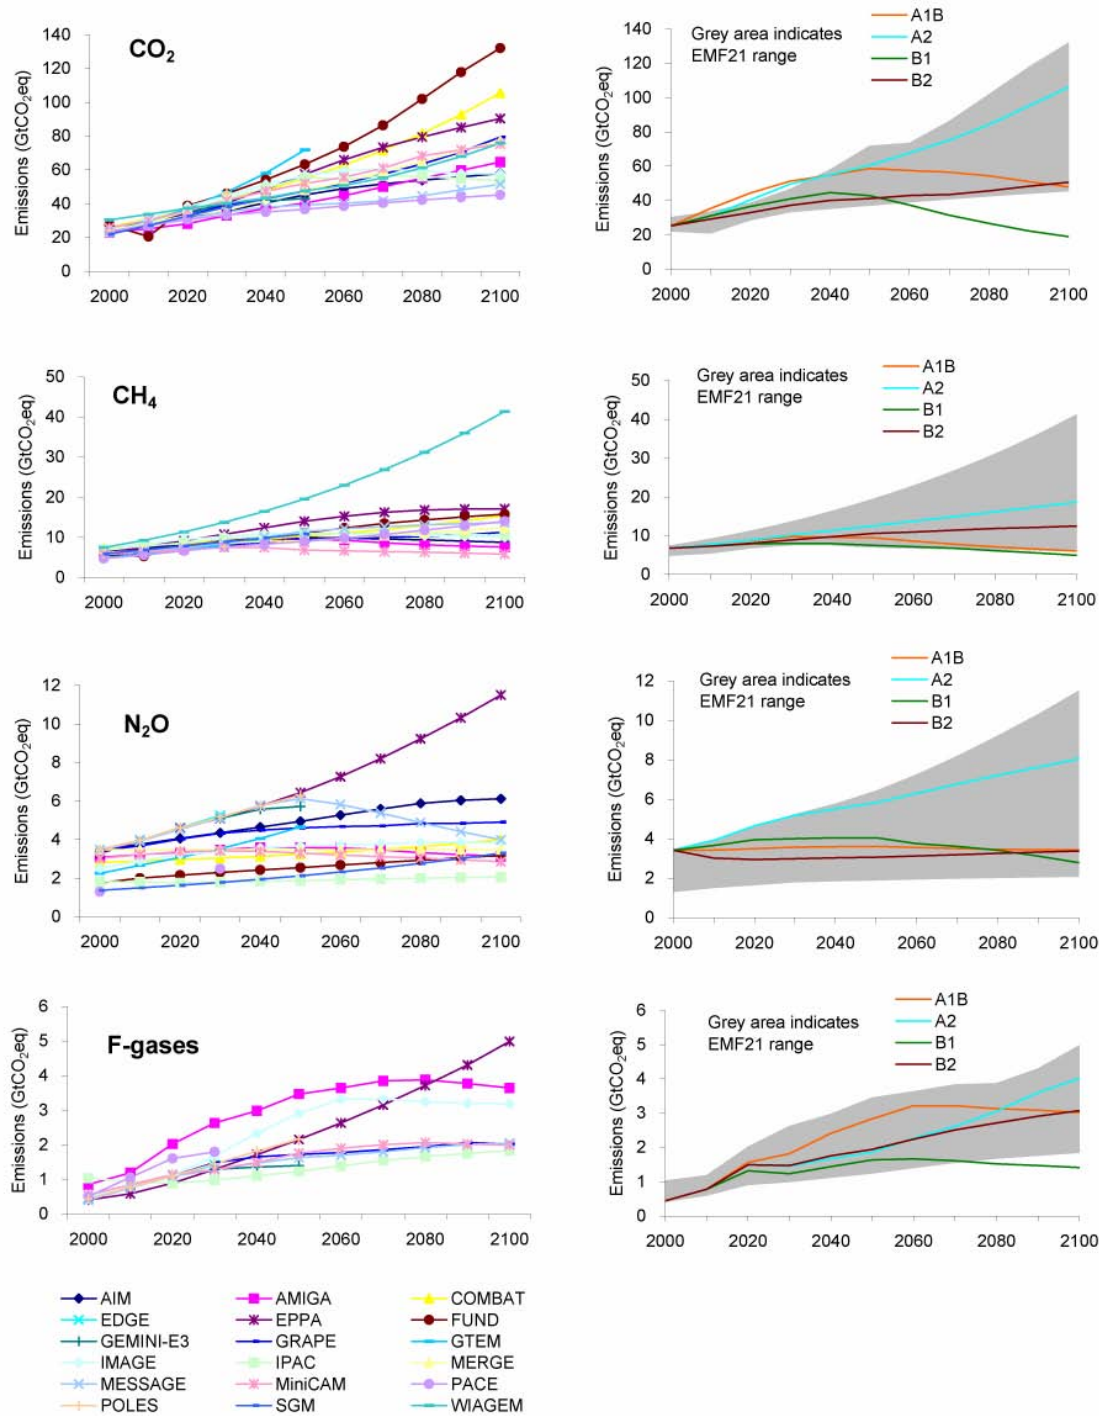 CO₂
Emissions (GtCO₂eq)
140
120
100
80
60
40
20
0
2000 2020 2040 2060 2080 2100
Grey area indicates
EMF21 range
A1B
A2
B1
B2
Emissions (GtCO₂eq)
140
120
100
80
60
40
20
0
2000 2020 2040 2060 2080 2100
CH₄
Emissions (GtCO₂eq)
50
40
30
20
10
0
2000 2020 2040 2060 2080 2100
Grey area indicates
EMF21 range
A1B
A2
B1
B2
Emissions (GtCO₂eq)
50
40
30
20
10
0
2000 2020 2040 2060 2080 2100
N₂O
Emissions (GtCO₂eq)
12
10
8
6
4
2
0
2000 2020 2040 2060 2080 2100
Grey area indicates
EMF21 range
A1B
A2
B1
B2
Emissions (GtCO₂eq)
12
10
8
6
4
2
0
2000 2020 2040 2060 2080 2100
F-gases
Emissions (GtCO₂eq)
6
5
4
3
2
1
0
2000 2020 2040 2060 2080 2100
Grey area indicates
EMF21 range
A1B
A2
B1
B2
Emissions (GtCO₂eq)
6
5
4
3
2
1
0
2000 2020 2040 2060 2080 2100
AIM AMIGA COMBAT
EDGE EPPA FUND
GEMINI-E3 GRAPE GTEM
IMAGE IPAC MERGE
MESSAGE MiniCAM PACE
POLES SGM WIAGEM